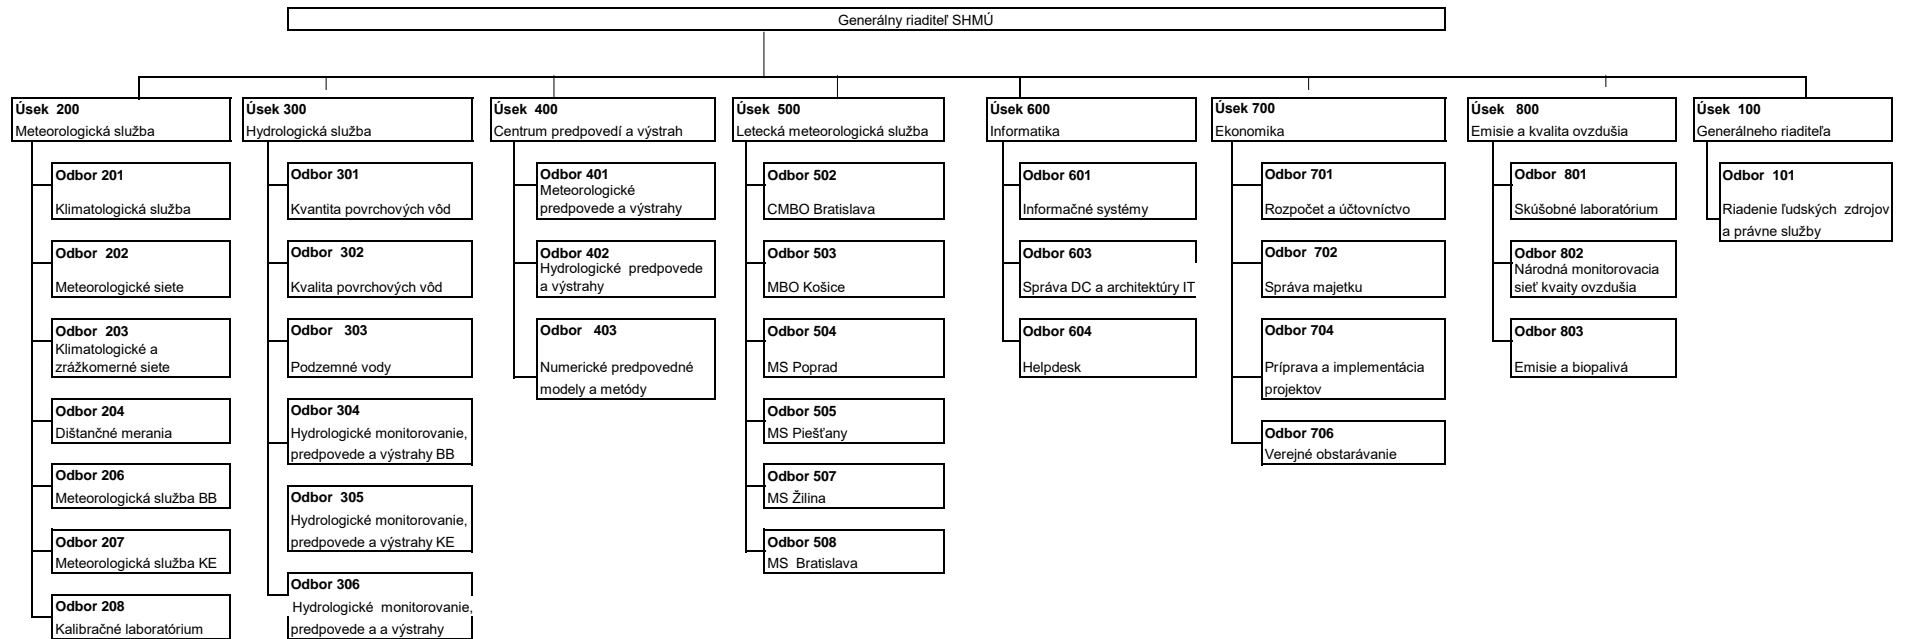 Generálny riaditeľ SHMÚ
Úsek 200
Meteorologická služba
Odbor 201
Klimatologická služba
Odbor 202
Meteorologické siete
Odbor 203
Klimatologické a
zrážkomerné siete
Odbor 204
Dištančné merania
Odbor 206
Meteorologická služba BB
Odbor 207
Meteorologická služba KE
Odbor 208
Kalibračné laboratórium
Úsek 300
Hydrologická služba
Odbor 301
Kvantita povrchových vôd
Odbor 302
Kvalita povrchových vôd
Odbor 303
Podzemné vody
Odbor 304
Hydrologické monitorovanie,
predpovede a výstrahy BB
Odbor 305
Hydrologické monitorovanie,
predpovede a výstrahy KE
Odbor 306
Hydrologické monitorovanie,
predpovede a a výstrahy
Úsek 400
Centrum predpovedí a výstrah
Odbor 401
Meteorologické
predpovede a výstrahy
Odbor 402
Hydrologické predpovede
a výstrahy
Odbor 403
Numerické predpovedné
modely a metódy
Úsek 500
Letecká meteorologická služba
Odbor 502
CMBO Bratislava
Odbor 503
MBO Košice
Odbor 504
MS Poprad
Odbor 505
MS Piešťany
Odbor 507
MS Žilina
Odbor 508
MS Bratislava
Úsek 600
Informatika
Odbor 601
Informačné systémy
Odbor 603
Správa DC a architektúry IT
Odbor 604
Helpdesk
Úsek 700
Ekonomika
Odbor 701
Rozpočet a účtovníctvo
Odbor 702
Správa majetku
Odbor 704
Príprava a implementácia
projektov
Odbor 706
Verejné obstarávanie
Úsek 800
Emisie a kvalita ovzdušia
Odbor 801
Skúšobné laboratórium
Odbor 802
Národná monitorovacia
sieť kvaity ovzdušia
Odbor 803
Emisie a biopalivá
Úsek 100
Generálneho riaditeľa
Odbor 101
Riadenie ľudských zdrojov
a právne služby